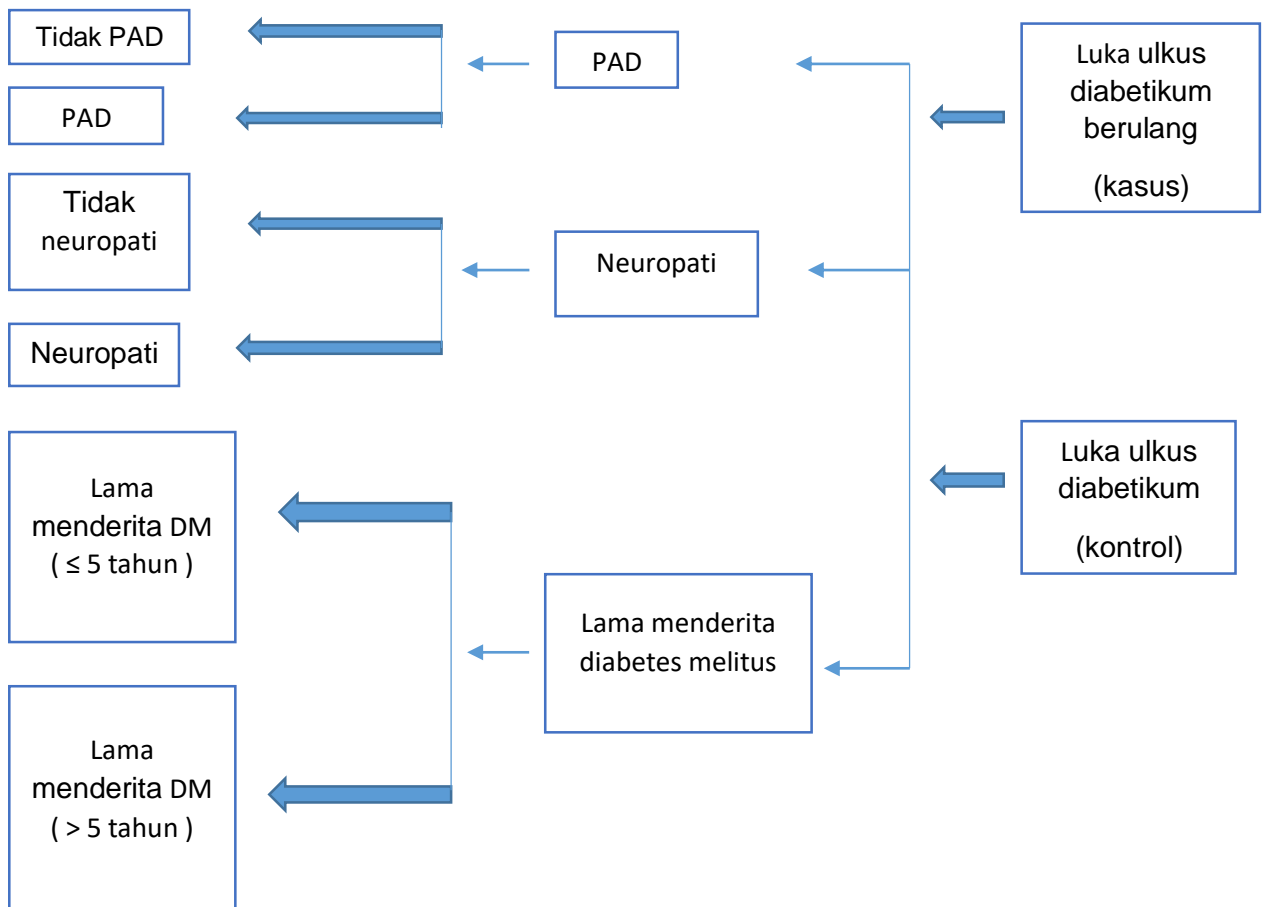 Tidak PAD
PAD
PAD
Luka ulkus
diabetikum
berulang
(kasus)
Tidak
neuropati
Neuropati
Neuropati
Lama
menderita DM
( ≤ 5 tahun )
Luka ulkus
diabetikum
(kontrol)
Lama menderita
diabetes melitus
Lama
menderita DM
( > 5 tahun )